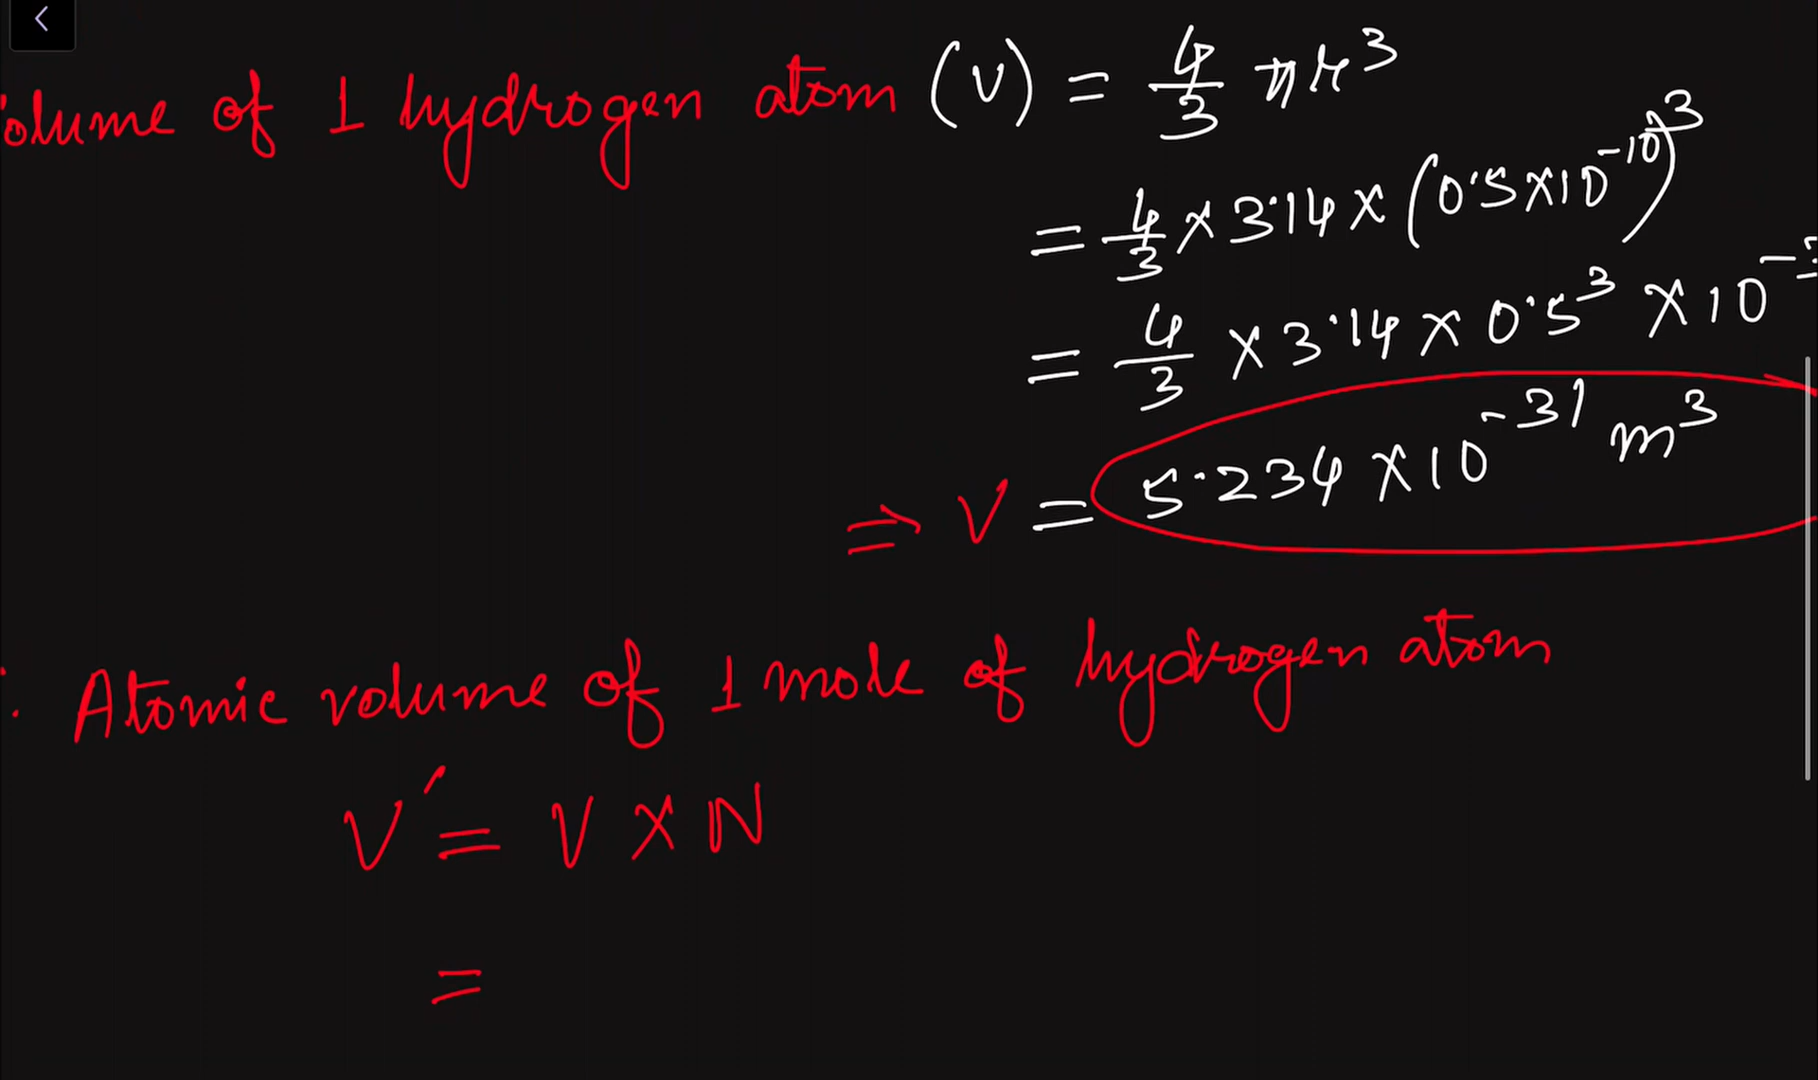 olume of 1 hydrogen atom (V) = 4/3 πr³
= 4/3 × 3.14 × (0.5×10⁻¹⁰)³
= 4/3 × 3.14 × 0.5³ × 10⁻
⇒ V = 5.234 × 10⁻³¹ m³
Atomic volume of 1 mole of hydrogen atom
V′ = V × N
=